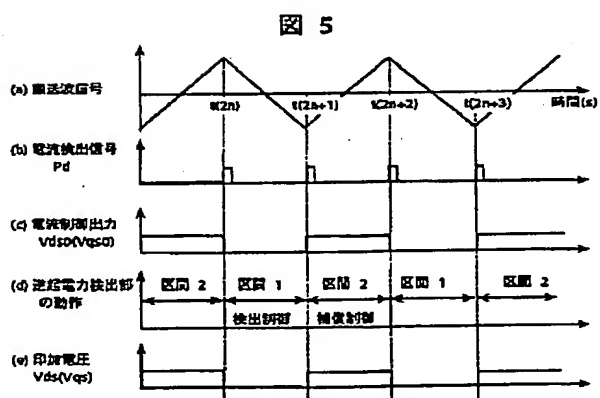 図 5
(a) 搬送波信号
t(2n) t(2n+1) t(2n+2) t(2n+3) 時間(s)
(b) 電流検出信号
Pd
(c) 電流制御出力
Vds0(Vqs0)
(d) 逆起電力検出部
の動作
区間 2 区間 1 区間 2 区間 1 区間 2
検出制御 補償制御
(e) 印加電圧
Vds(Vqs)